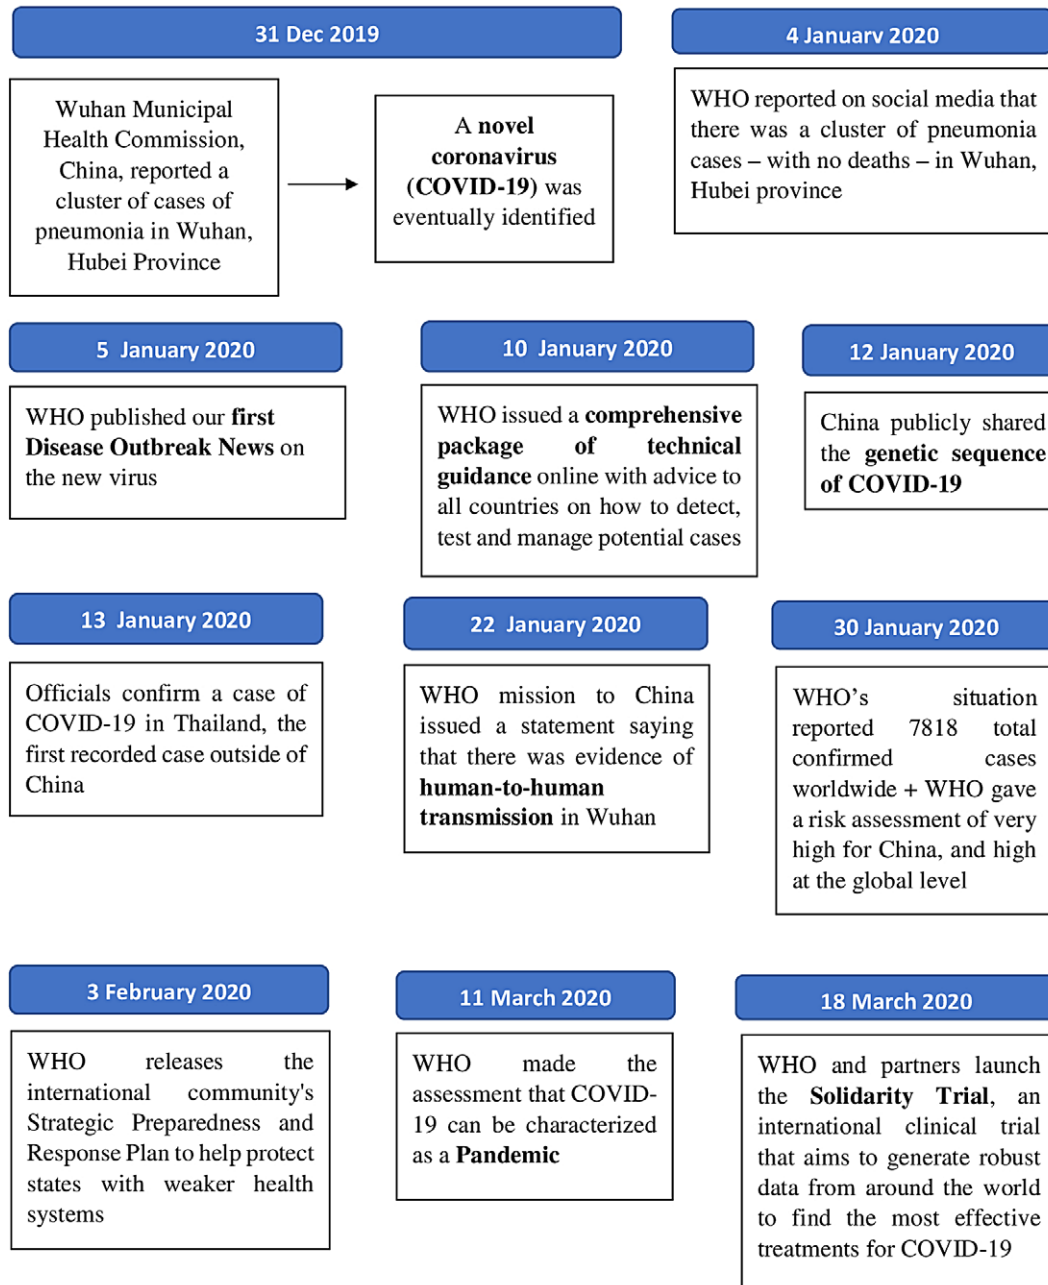 31 Dec 2019
Wuhan Municipal
Health Commission,
China, reported a
cluster of cases of
pneumonia in Wuhan,
Hubei Province
A novel
coronavirus
(COVID-19) was
eventually identified
4 January 2020
WHO reported on social media that
there was a cluster of pneumonia
cases – with no deaths – in Wuhan,
Hubei province
5 January 2020
WHO published our first
Disease Outbreak News on
the new virus
10 January 2020
WHO issued a comprehensive
package of technical
guidance online with advice to
all countries on how to detect,
test and manage potential cases
12 January 2020
China publicly shared
the genetic sequence
of COVID-19
13 January 2020
Officials confirm a case of
COVID-19 in Thailand, the
first recorded case outside of
China
22 January 2020
WHO mission to China
issued a statement saying
that there was evidence of
human-to-human
transmission in Wuhan
30 January 2020
WHO's situation
reported 7818 total
confirmed cases
worldwide + WHO gave
a risk assessment of very
high for China, and high
at the global level
3 February 2020
WHO releases the
international community's
Strategic Preparedness and
Response Plan to help protect
states with weaker health
systems
11 March 2020
WHO made the
assessment that COVID-
19 can be characterized
as a Pandemic
18 March 2020
WHO and partners launch
the Solidarity Trial, an
international clinical trial
that aims to generate robust
data from around the world
to find the most effective
treatments for COVID-19